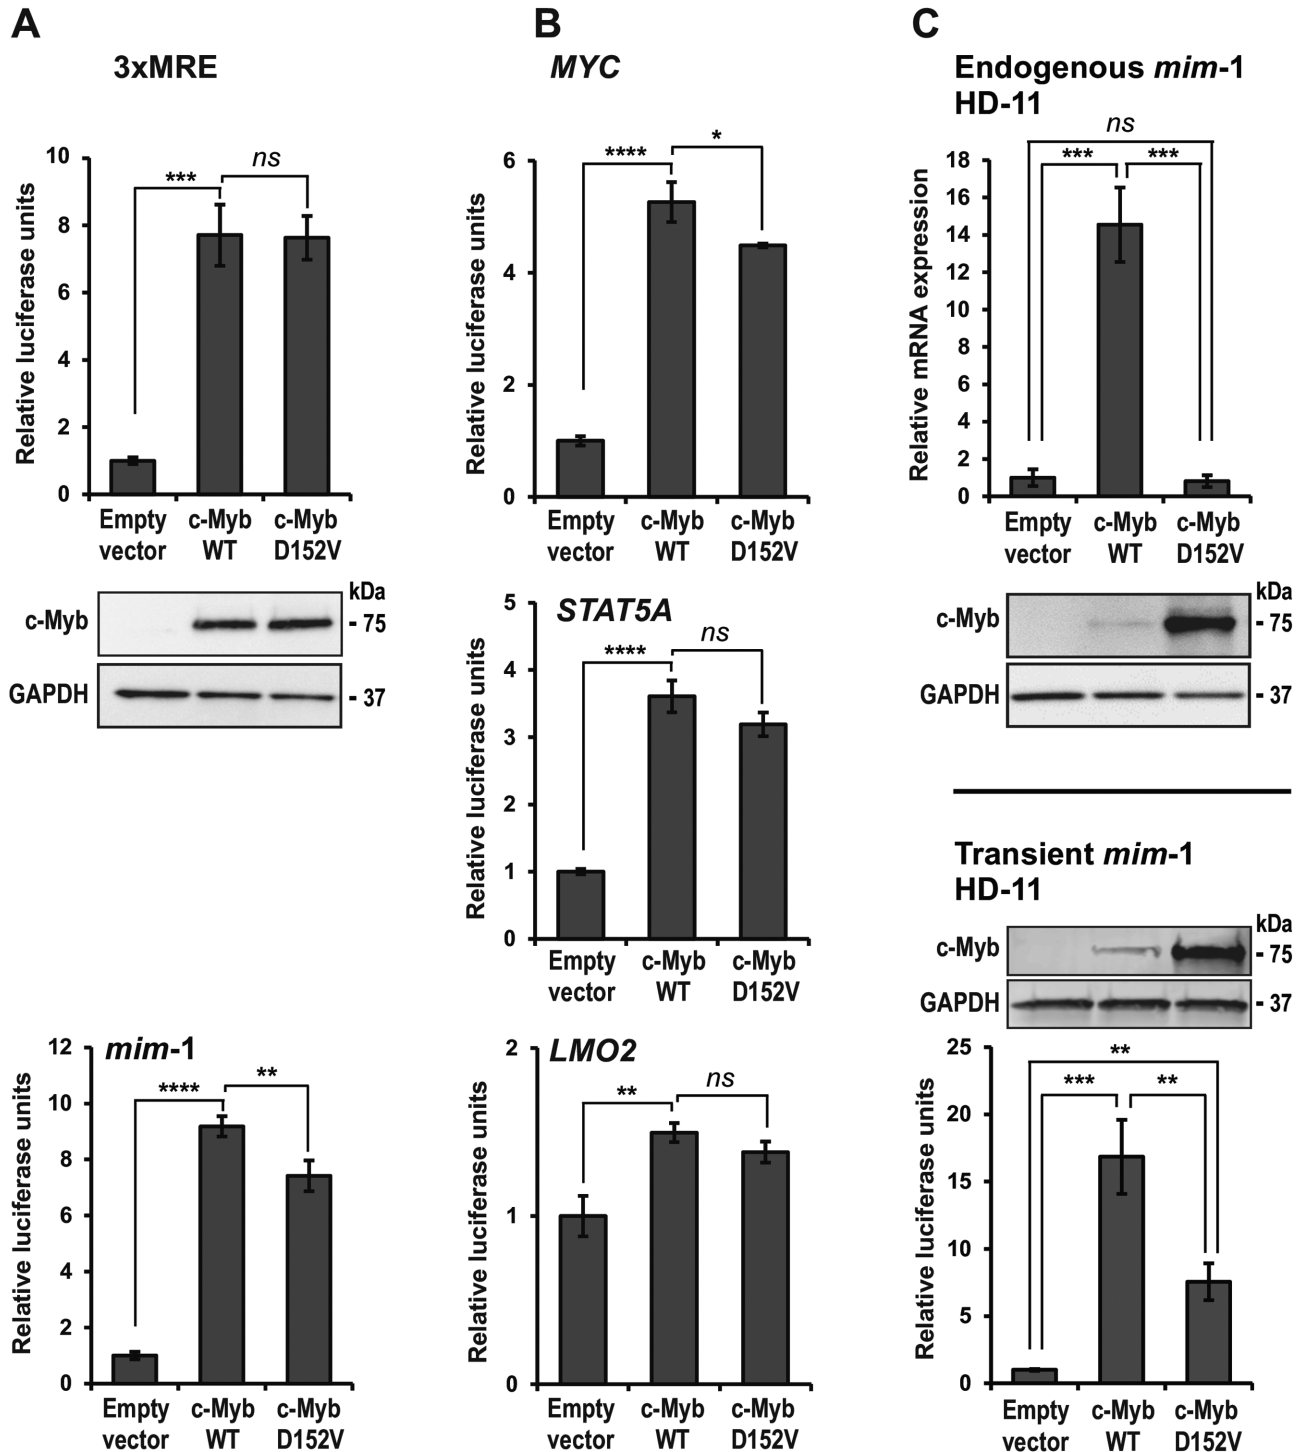 A
3xMRE
Relative luciferase units
10
8
6
4
2
0
***
ns
Empty vector
c-Myb WT
c-Myb D152V
kDa
c-Myb
- 75
GAPDH
- 37
mim-1
Relative luciferase units
12
10
8
6
4
2
0
****
**
Empty vector
c-Myb WT
c-Myb D152V
B
MYC
Relative luciferase units
6
4
2
0
****
*
Empty vector
c-Myb WT
c-Myb D152V
STAT5A
Relative luciferase units
5
4
3
2
1
0
****
ns
Empty vector
c-Myb WT
c-Myb D152V
LMO2
Relative luciferase units
2
1
0
**
ns
Empty vector
c-Myb WT
c-Myb D152V
C
Endogenous mim-1
HD-11
Relative mRNA expression
18
16
14
12
10
8
6
4
2
0
ns
***
***
Empty vector
c-Myb WT
c-Myb D152V
kDa
c-Myb
- 75
GAPDH
- 37
Transient mim-1
HD-11
kDa
c-Myb
- 75
GAPDH
- 37
Relative luciferase units
25
20
15
10
5
0
**
***
**
Empty vector
c-Myb WT
c-Myb D152V